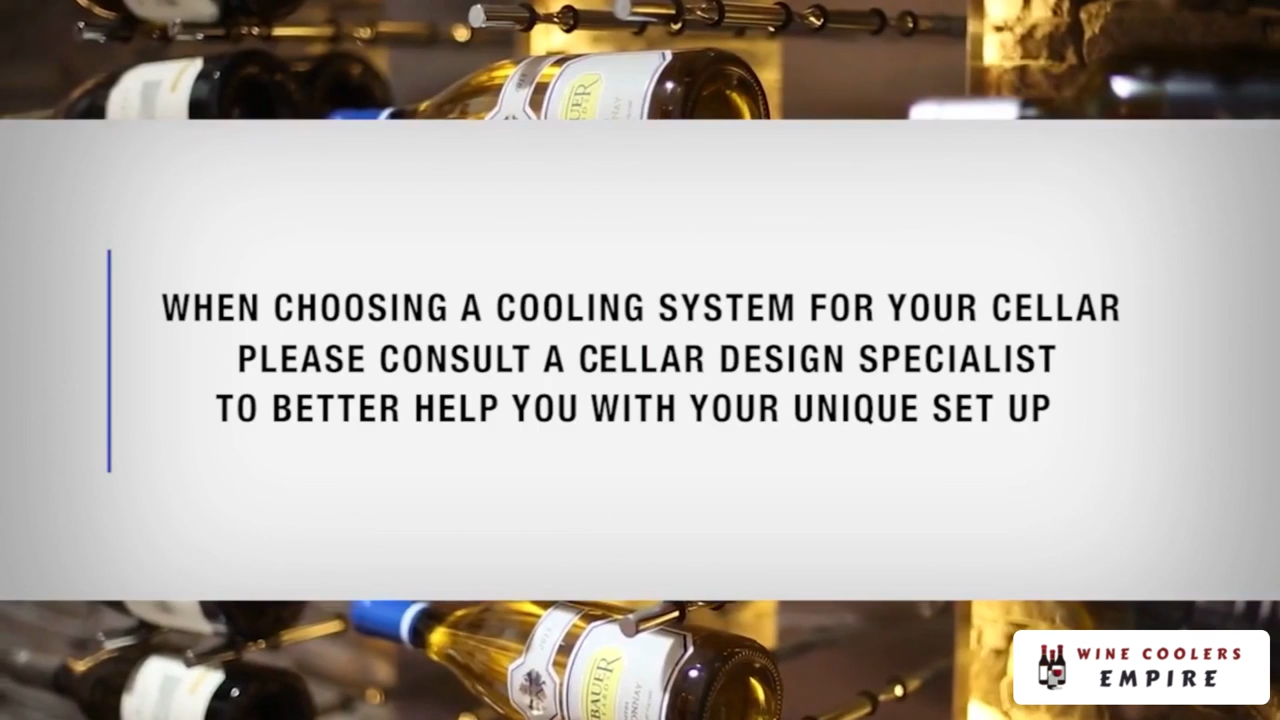 WHEN CHOOSING A COOLING SYSTEM FOR YOUR CELLAR
PLEASE CONSULT A CELLAR DESIGN SPECIALIST
TO BETTER HELP YOU WITH YOUR UNIQUE SET UP
WINE COOLERS
EMPIRE